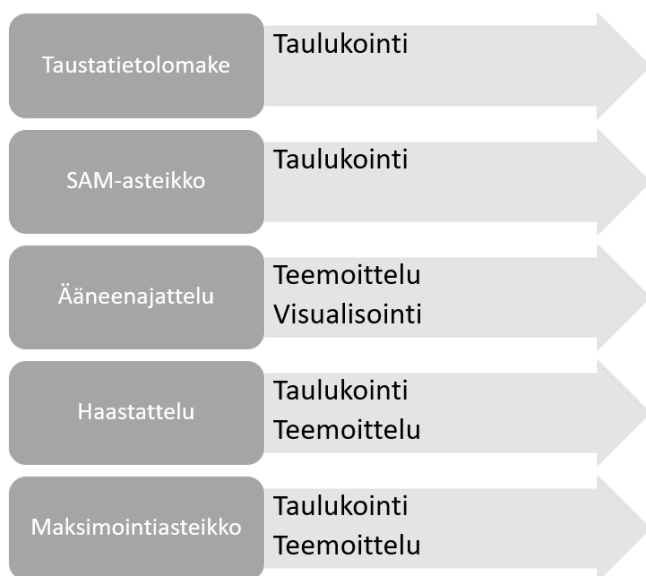 Taustatietolomake
Taulukointi
SAM-asteikko
Taulukointi
Ääneenajattelu
Teemoittelu
Visualisointi
Haastattelu
Taulukointi
Teemoittelu
Maksimointiasteikko
Taulukointi
Teemoittelu